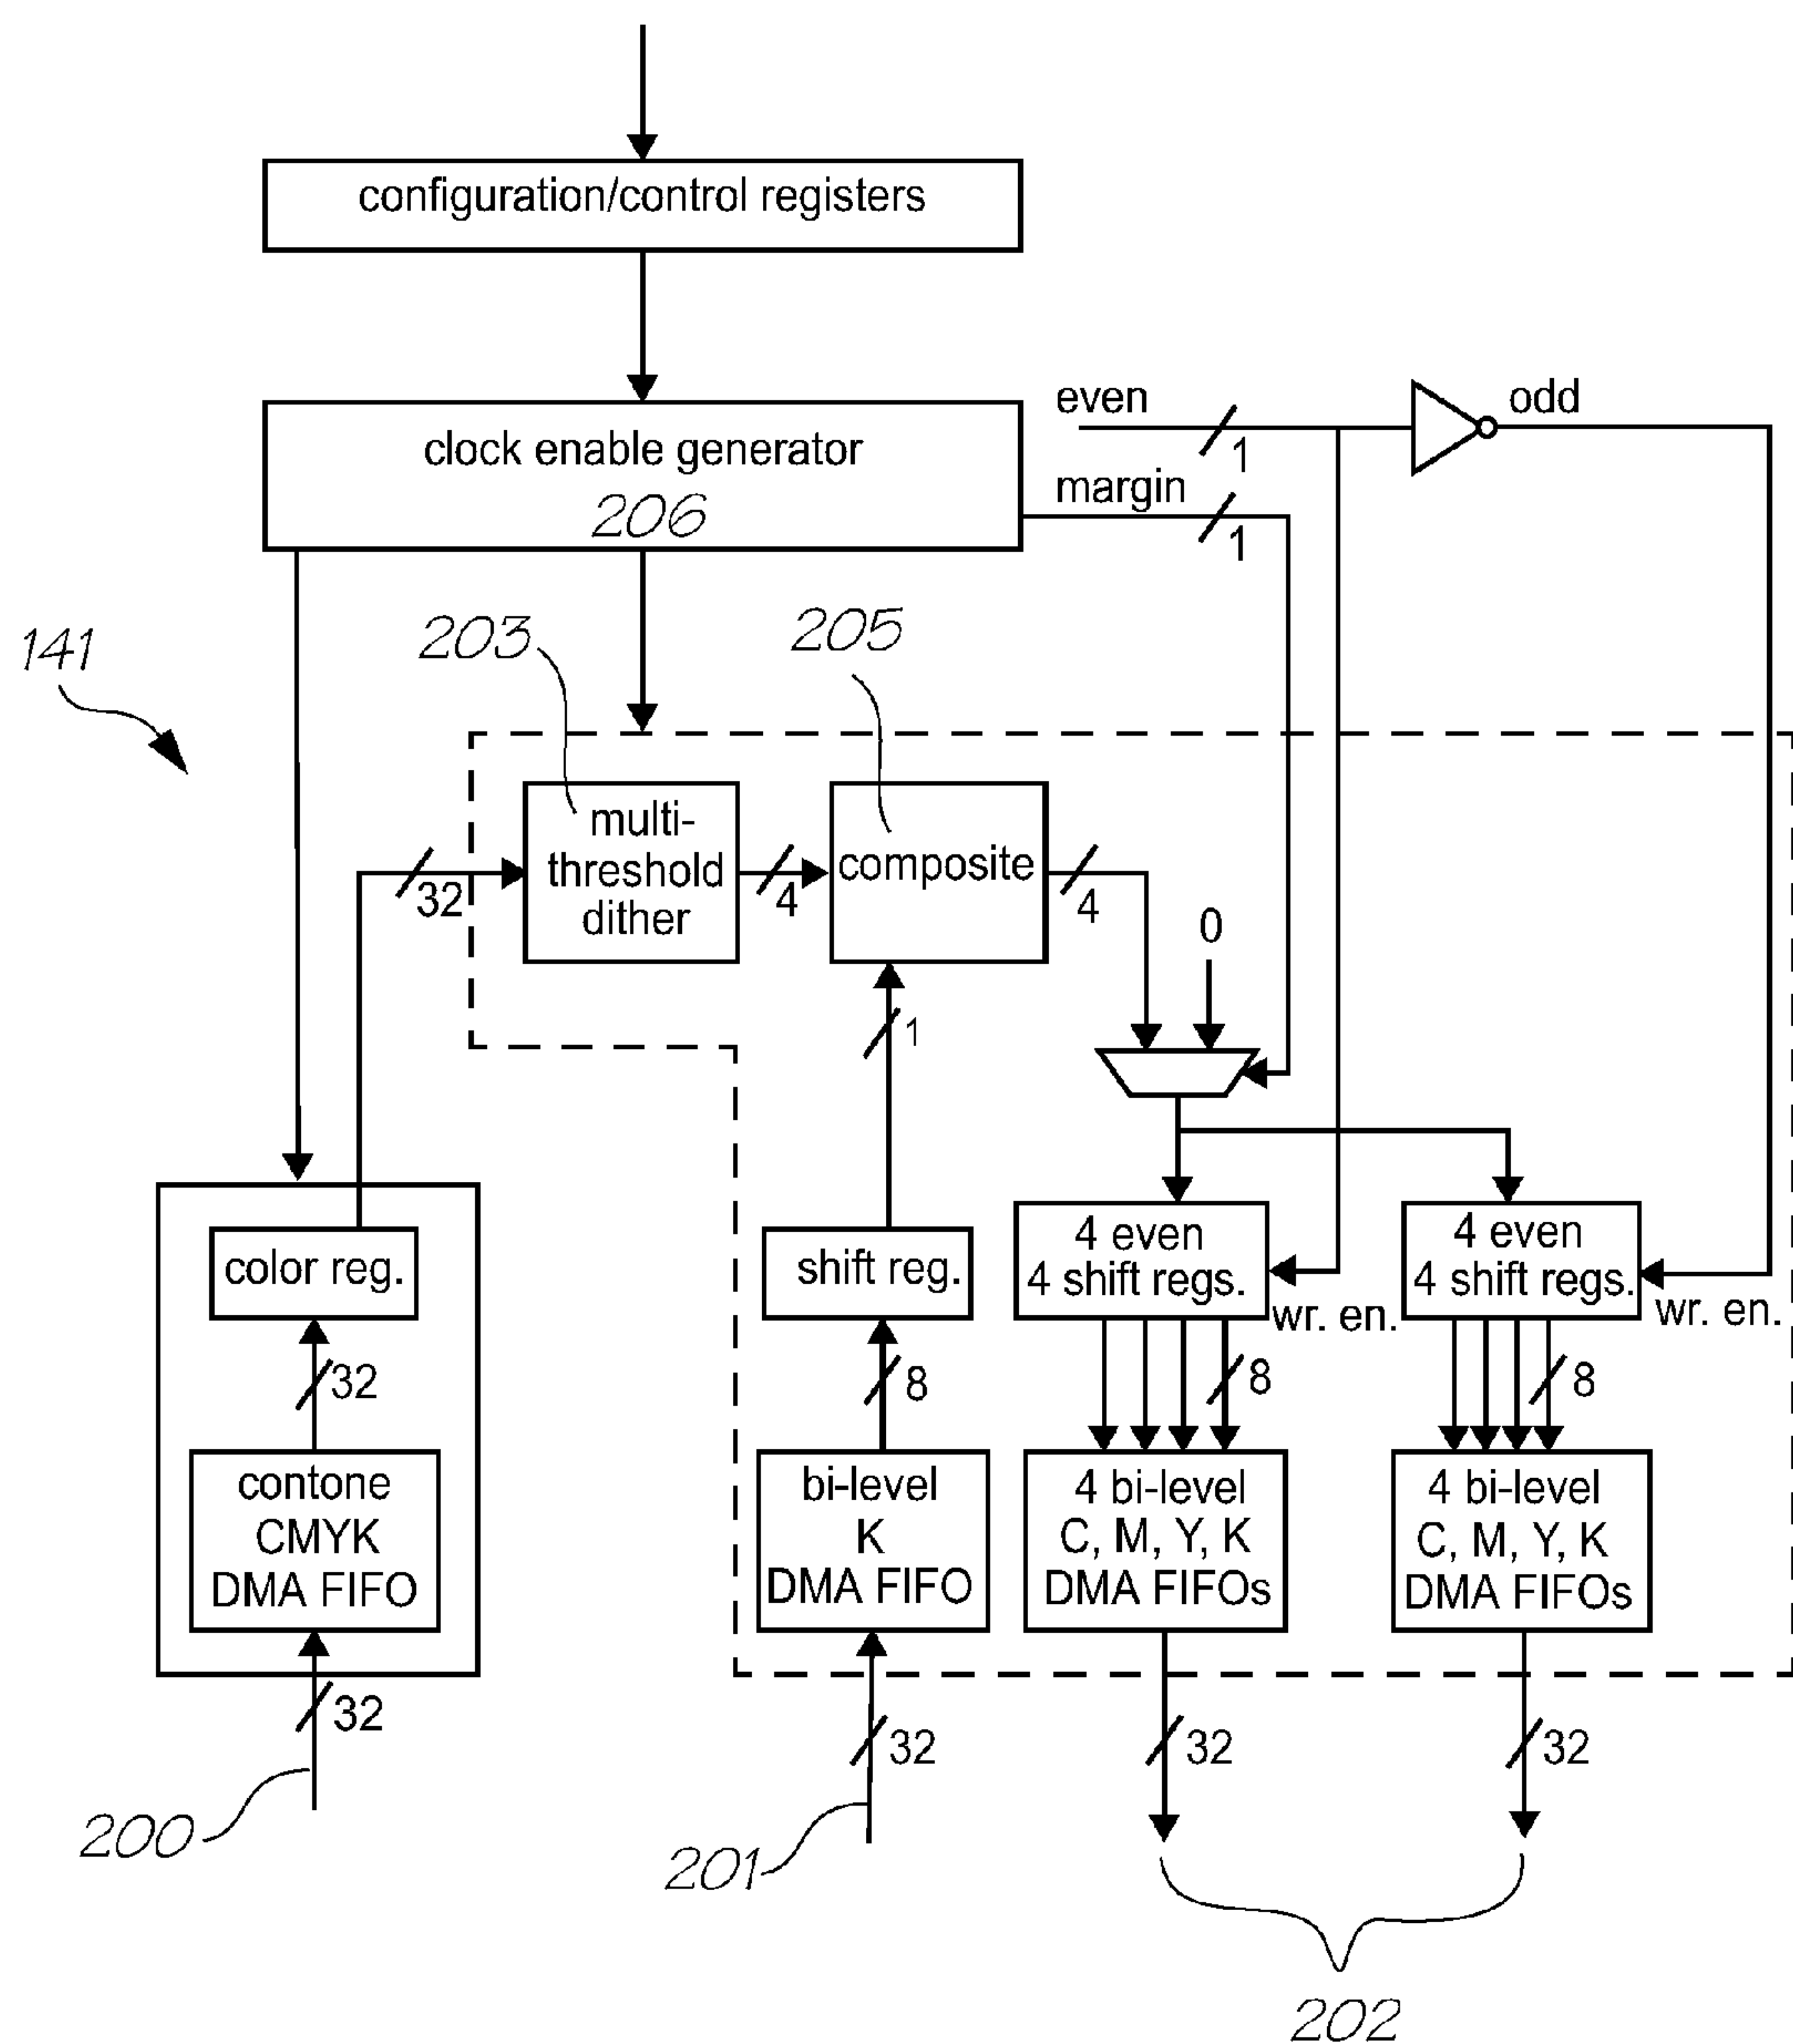 configuration/control registers
even
odd
clock enable generator
1
206
margin
1
203
205
141
multi-
threshold
dither
composite
32
4
4
0
1
color reg.
shift reg.
4 even
4 shift regs.
4 even
4 shift regs.
wr. en.
wr. en.
32
8
8
8
contone
CMYK
DMA FIFO
bi-level
K
DMA FIFO
4 bi-level
C, M, Y, K
DMA FIFOs
4 bi-level
C, M, Y, K
DMA FIFOs
32
32
32
32
200
201
202